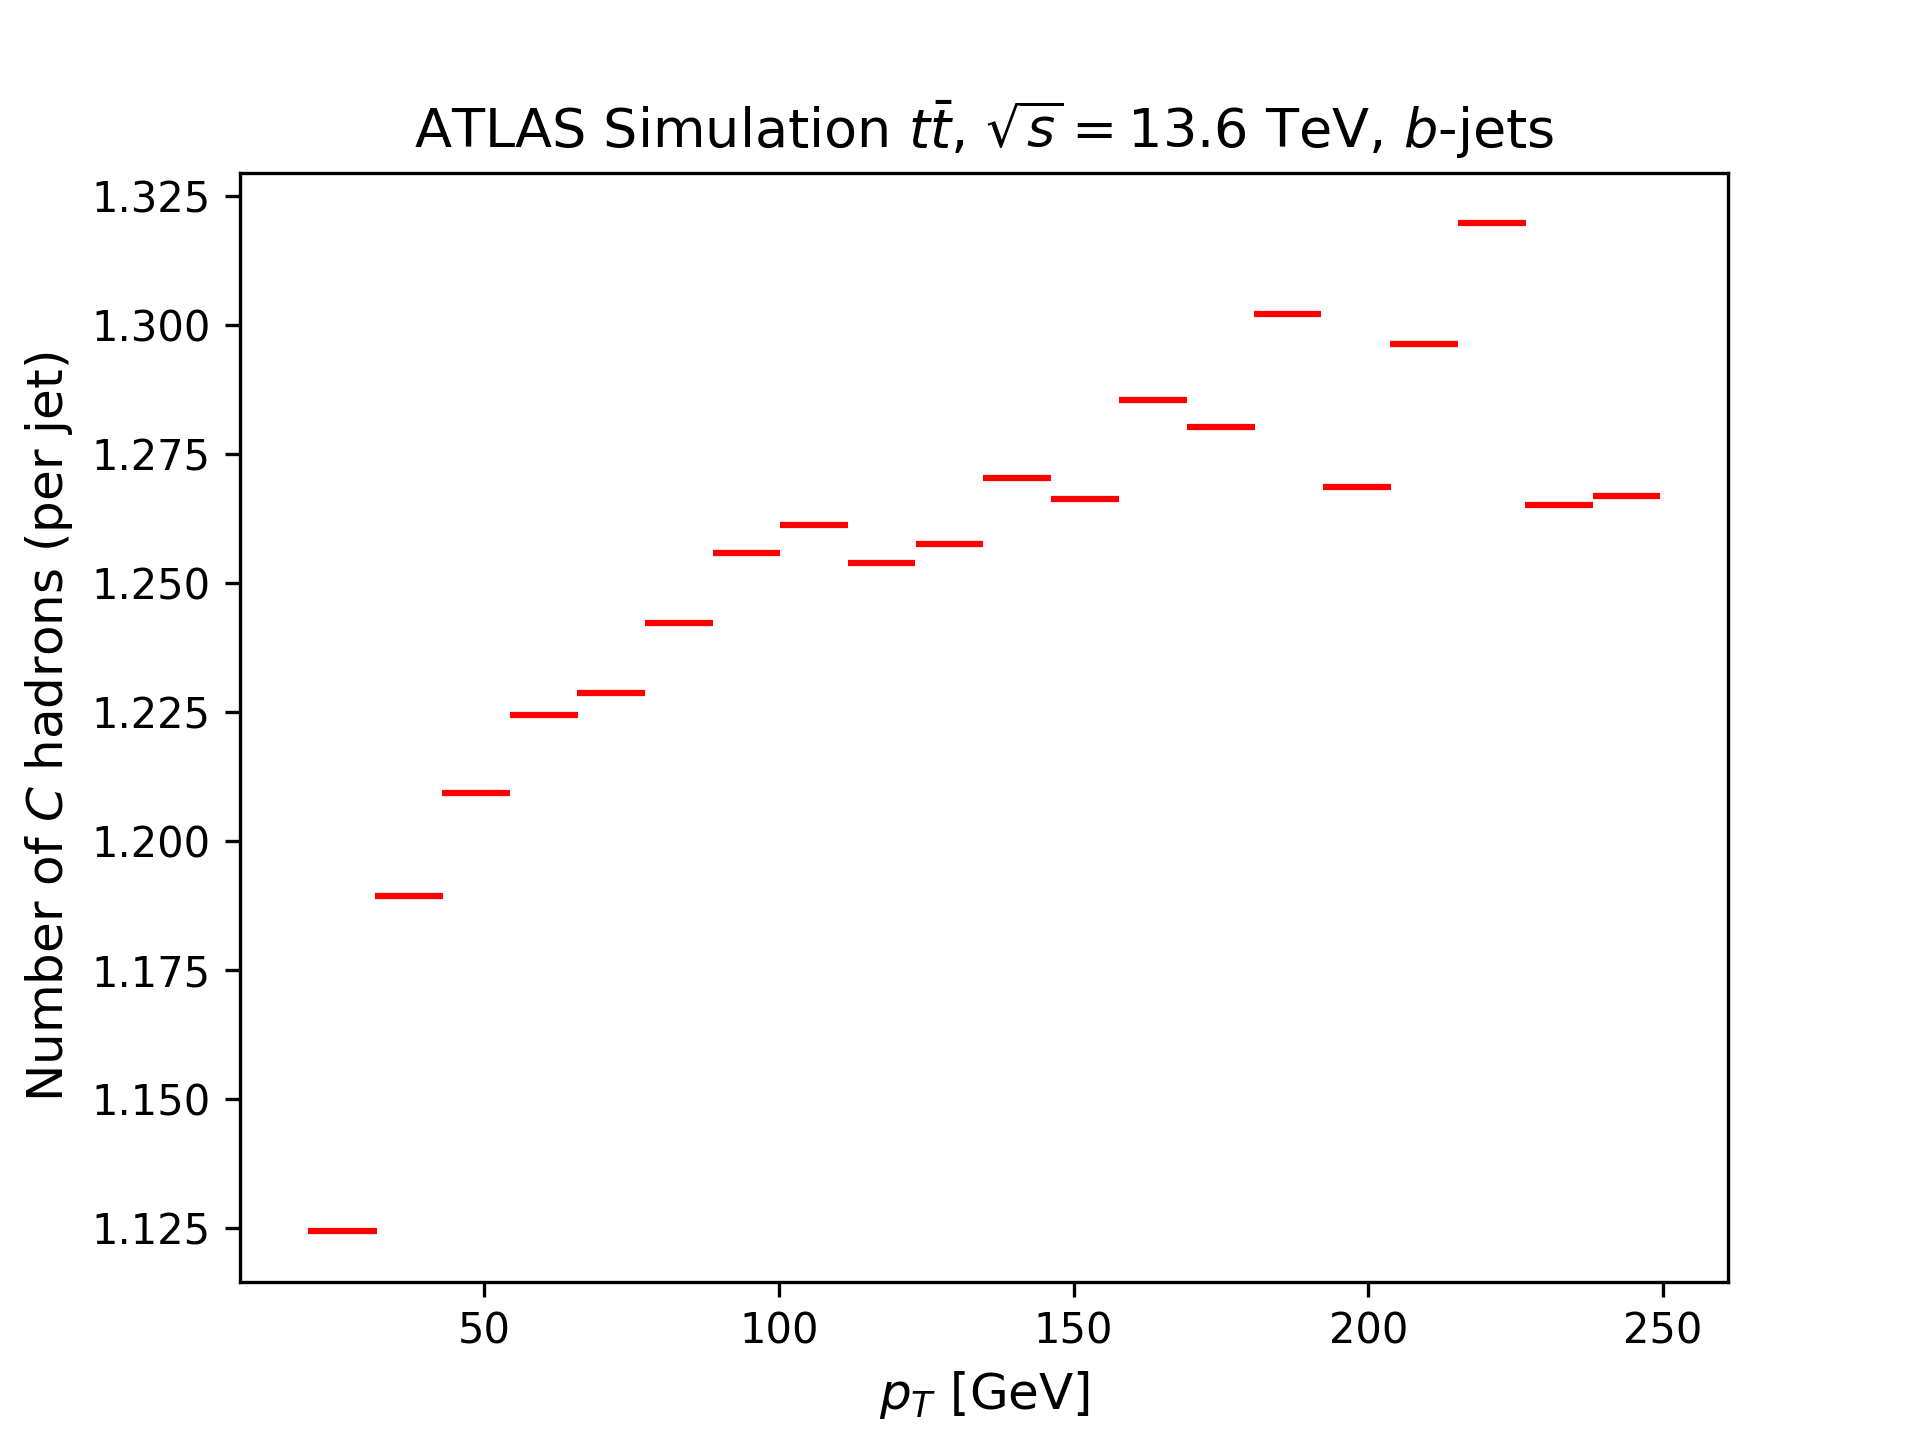 ATLAS Simulation $t\bar{t}$, $\sqrt{s} = 13.6$ TeV, $b$-jets
Number of $C$ hadrons (per jet)
1.325
1.300
1.275
1.250
1.225
1.200
1.175
1.150
1.125
50 100 150 200 250
$p_T$ [GeV]